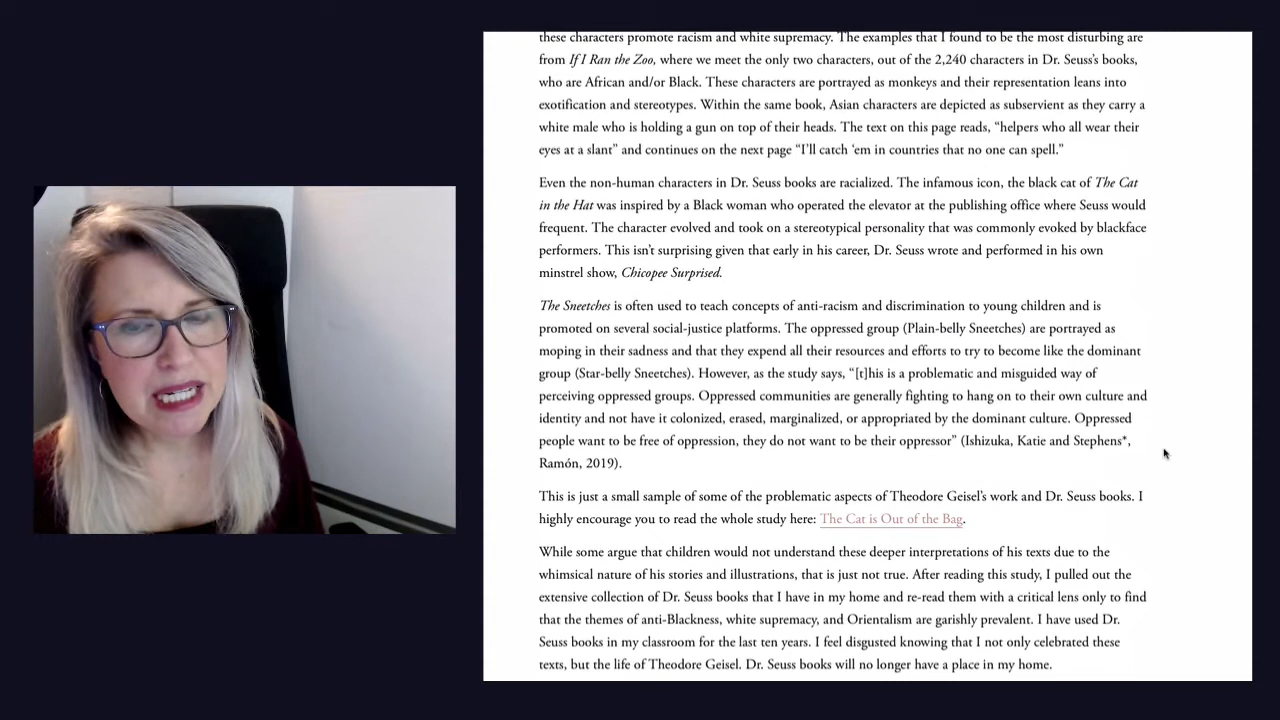 these characters promote racism and white supremacy. The examples that I found to be the most disturbing are
from If I Ran the Zoo, where we meet the only two characters, out of the 2,240 characters in Dr. Seuss's books,
who are African and/or Black. These characters are portrayed as monkeys and their representation leans into
exotification and stereotypes. Within the same book, Asian characters are depicted as subservient as they carry a
white male who is holding a gun on top of their heads. The text on this page reads, “helpers who all wear their
eyes at a slant” and continues on the next page “I’ll catch ‘em in countries that no one can spell.”
Even the non-human characters in Dr. Seuss books are racialized. The infamous icon, the black cat of The Cat
in the Hat was inspired by a Black woman who operated the elevator at the publishing office where Seuss would
frequent. The character evolved and took on a stereotypical personality that was commonly evoked by blackface
performers. This isn’t surprising given that early in his career, Dr. Seuss wrote and performed in his own
minstrel show, Chicopee Surprised.
The Sneetches is often used to teach concepts of anti-racism and discrimination to young children and is
promoted on several social-justice platforms. The oppressed group (Plain-belly Sneetches) are portrayed as
moping in their sadness and that they expend all their resources and efforts to try to become like the dominant
group (Star-belly Sneetches). However, as the study says, “[t]his is a problematic and misguided way of
perceiving oppressed groups. Oppressed communities are generally fighting to hang on to their own culture and
identity and not have it colonized, erased, marginalized, or appropriated by the dominant culture. Oppressed
people want to be free of oppression, they do not want to be their oppressor” (Ishizuka, Katie and Stephens*,
Ramón, 2019).
This is just a small sample of some of the problematic aspects of Theodore Geisel’s work and Dr. Seuss books. I
highly encourage you to read the whole study here: The Cat is Out of the Bag.
While some argue that children would not understand these deeper interpretations of his texts due to the
whimsical nature of his stories and illustrations, that is just not true. After reading this study, I pulled out the
extensive collection of Dr. Seuss books that I have in my home and re-read them with a critical lens only to find
that the themes of anti-Blackness, white supremacy, and Orientalism are garishly prevalent. I have used Dr.
Seuss books in my classroom for the last ten years. I feel disgusted knowing that I not only celebrated these
texts, but the life of Theodore Geisel. Dr. Seuss books will no longer have a place in my home.